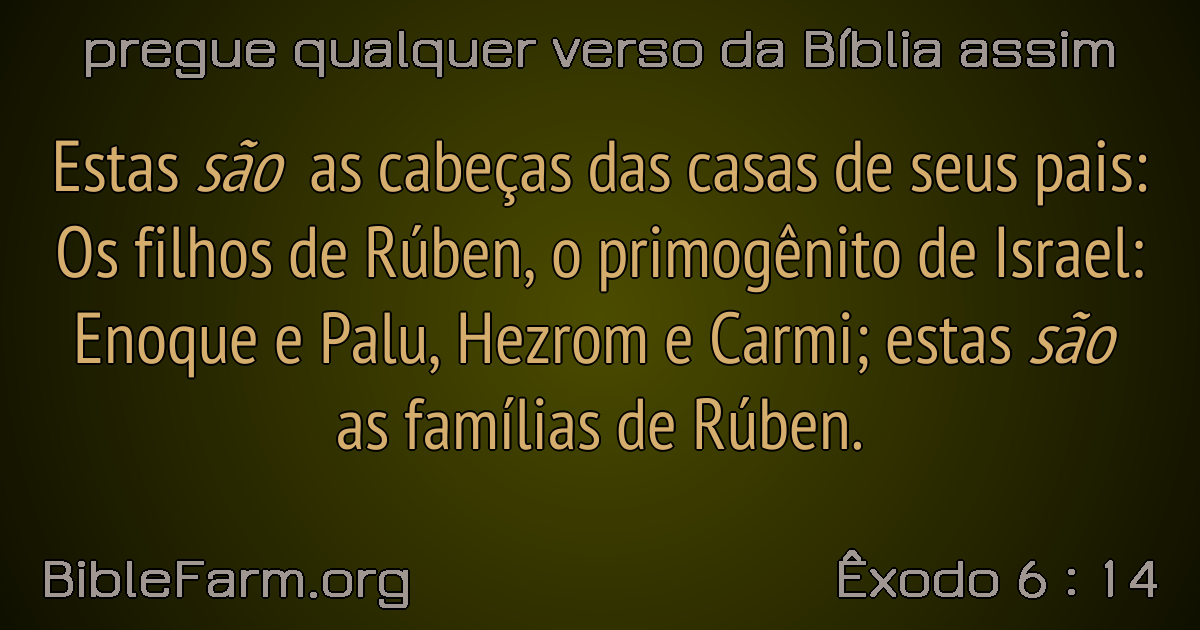 pregue qualquer verso da Bíblia assim
Estas são as cabeças das casas de seus pais:
Os filhos de Rúben, o primogênito de Israel:
Enoque e Palu, Hezrom e Carmi; estas são
as famílias de Rúben.
BibleFarm.org
Êxodo 6 : 14